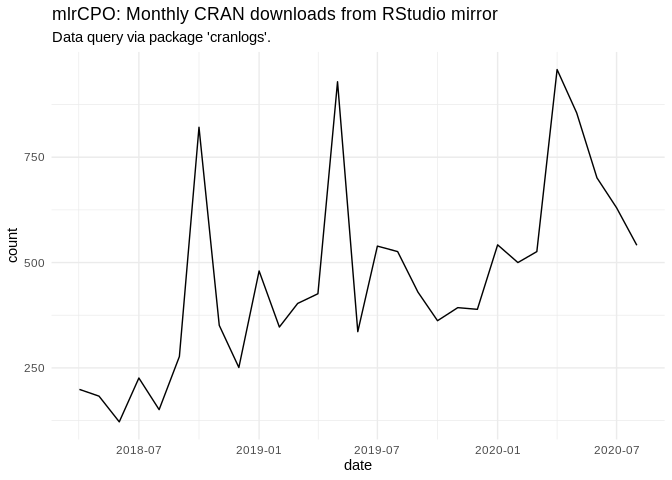 mlrCPO: Monthly CRAN downloads from RStudio mirror
Data query via package 'cranlogs'.
count
750
500
250
2018-07 2019-01 2019-07 2020-01 2020-07
date